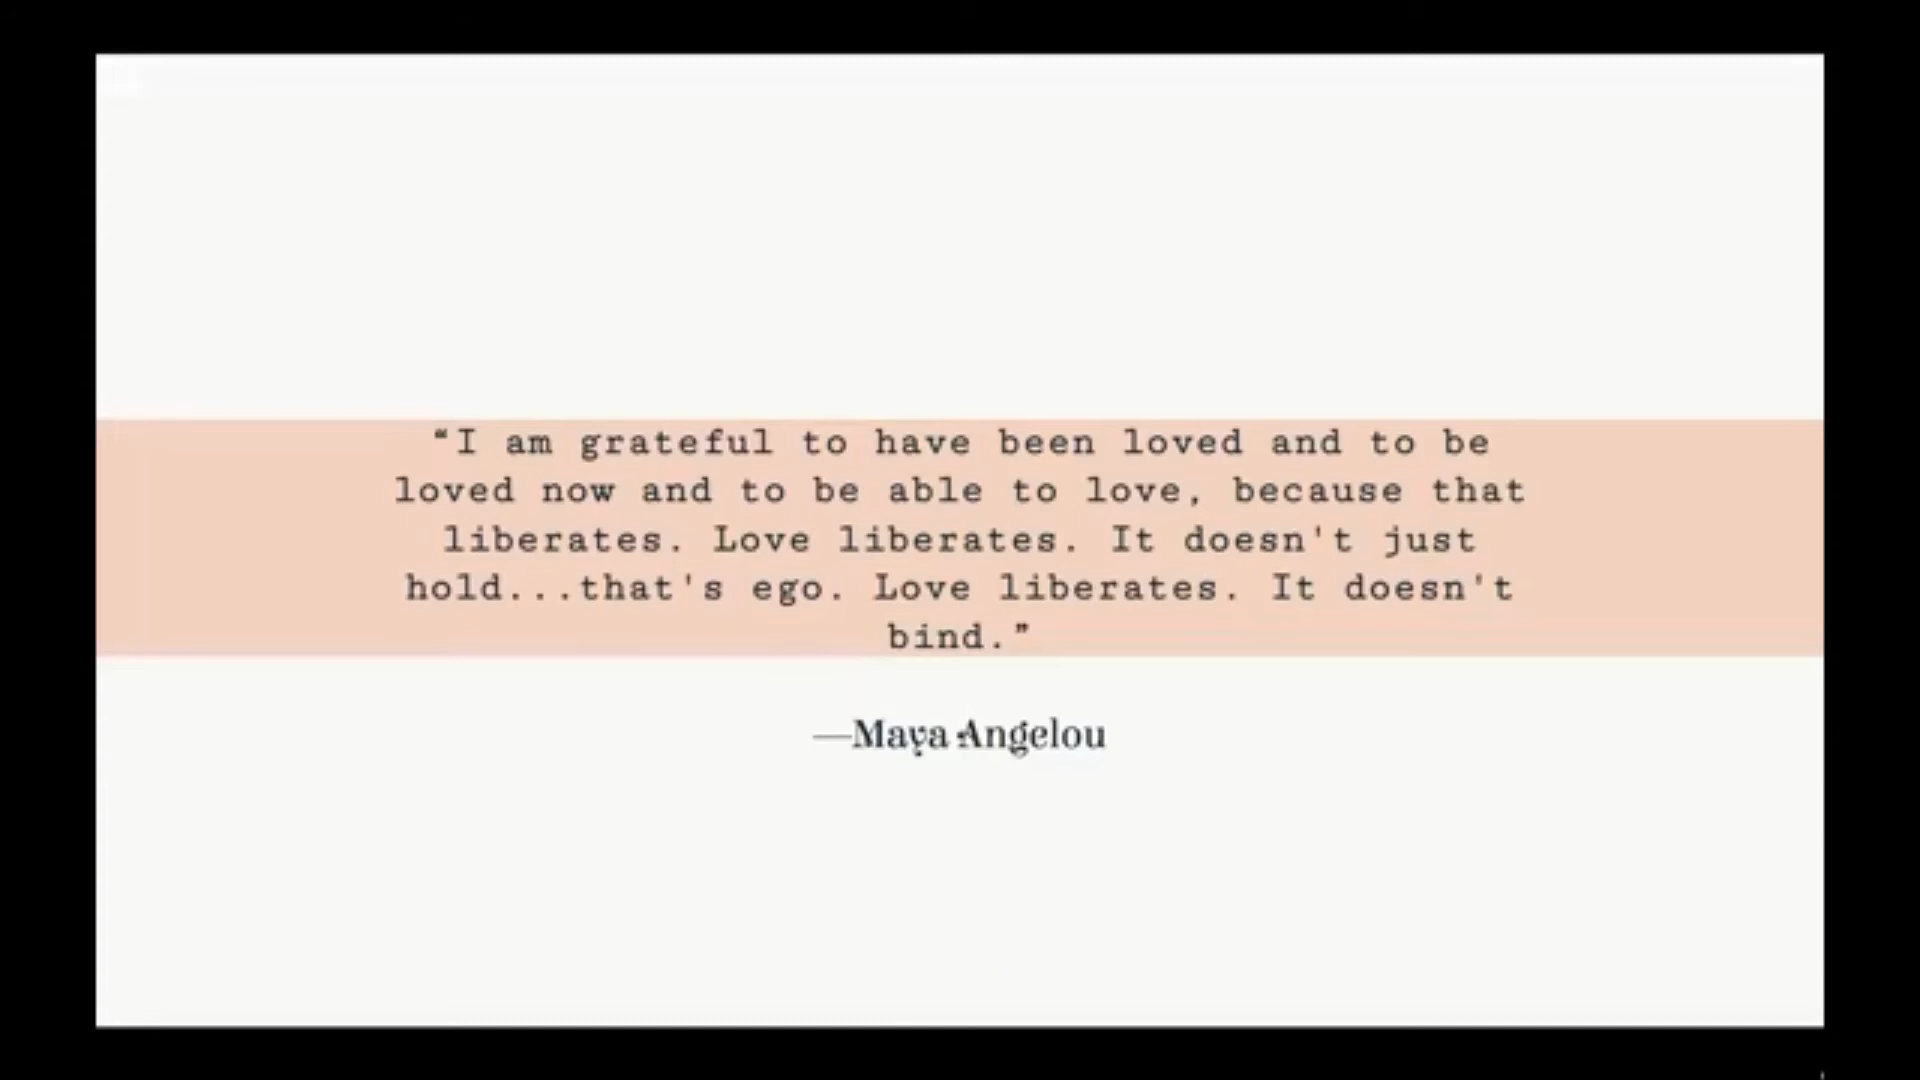 “I am grateful to have been loved and to be
loved now and to be able to love, because that
liberates. Love liberates. It doesn't just
hold...that's ego. Love liberates. It doesn't
bind.”
—Maya Angelou